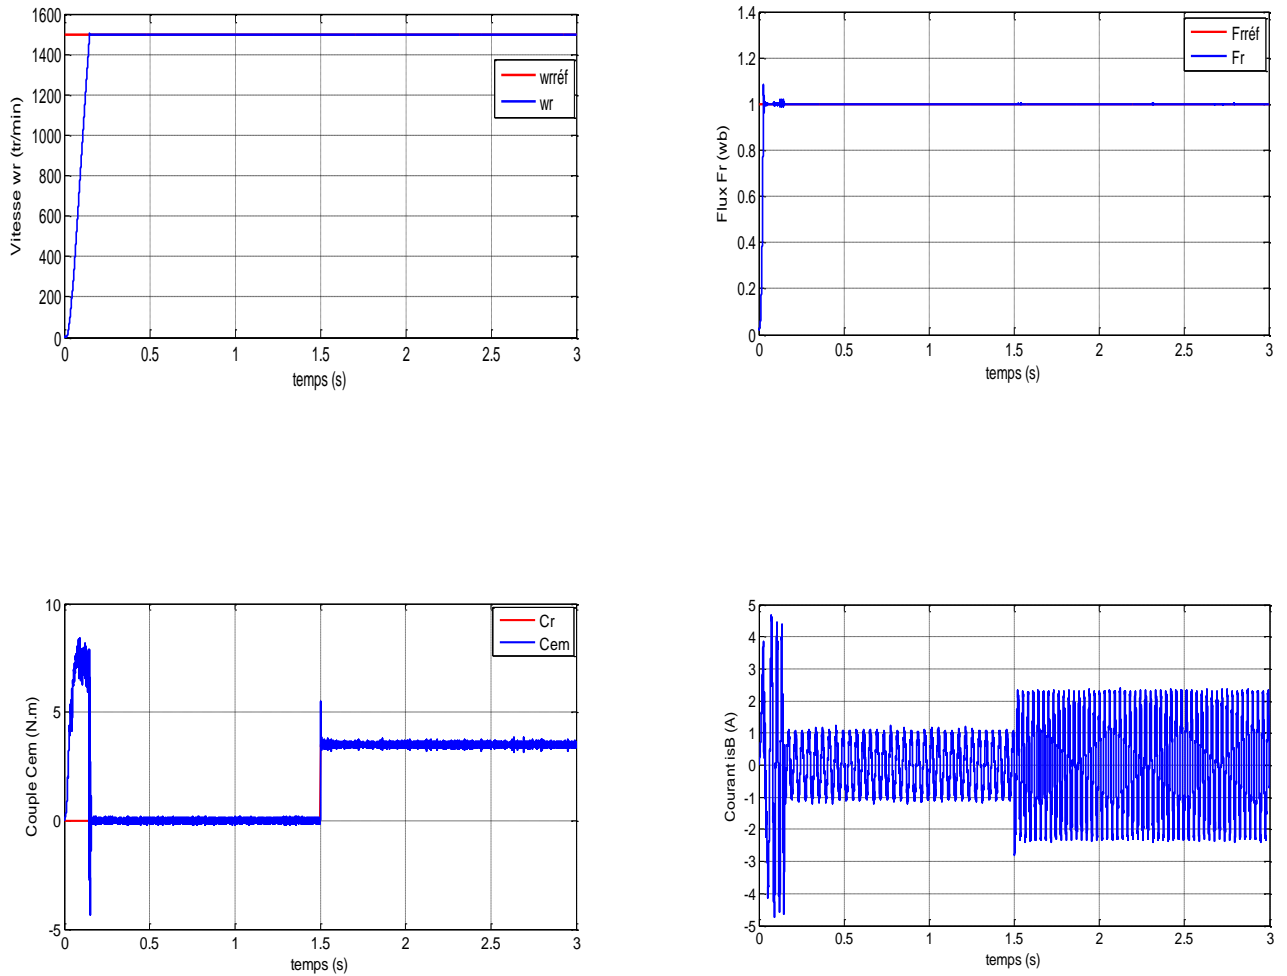 1600
1400
1200
1000
800
600
400
200
0
Vitesse wr (tr/min)
wrréf
wr
0 0.5 1 1.5 2 2.5 3
temps (s)
1.4
1.2
1
0.8
0.6
0.4
0.2
0
Flux Fr (wb)
Frréf
Fr
0 0.5 1 1.5 2 2.5 3
temps (s)
10
5
0
-5
Couple Cem (N.m)
Cr
Cem
0 0.5 1 1.5 2 2.5 3
temps (s)
5
4
3
2
1
0
-1
-2
-3
-4
-5
Courant isB (A)
0 0.5 1 1.5 2 2.5 3
temps (s)